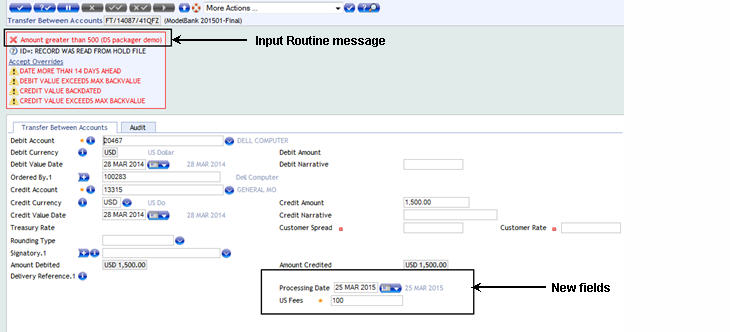 More Actions ...
Transfer Between Accounts FT/14087/41QFZ (ModelBank 201501-Final)
Amount greater than 500 (DS packager demo)
Input Routine message
ID=: RECORD WAS READ FROM HOLD FILE
Accept Overrides
DATE MORE THAN 14 DAYS AHEAD
DEBIT VALUE EXCEEDS MAX BACKVALUE
CREDIT VALUE BACKDATED
CREDIT VALUE EXCEEDS MAX BACKVALUE
Transfer Between Accounts Audit
Debit Account 20467 DELL COMPUTER
Debit Currency USD US Dollar Debit Amount
Debit Value Date 28 MAR 2014 28 MAR 2014 Debit Narrative
Ordered By.1 100283 Dell Computer
Credit Account 13315 GENERAL MO
Credit Currency USD US Do Credit Amount 1,500.00
Credit Value Date 28 MAR 2014 28 MAR 2014 Credit Narrative
Treasury Rate Customer Spread Customer Rate
Rounding Type
Signatory.1
Amount Debited USD 1,500.00 Amount Credited USD 1,500.00
Delivery Reference.1
Processing Date 25 MAR 2015 25 MAR 2015
New fields
US Fees 100